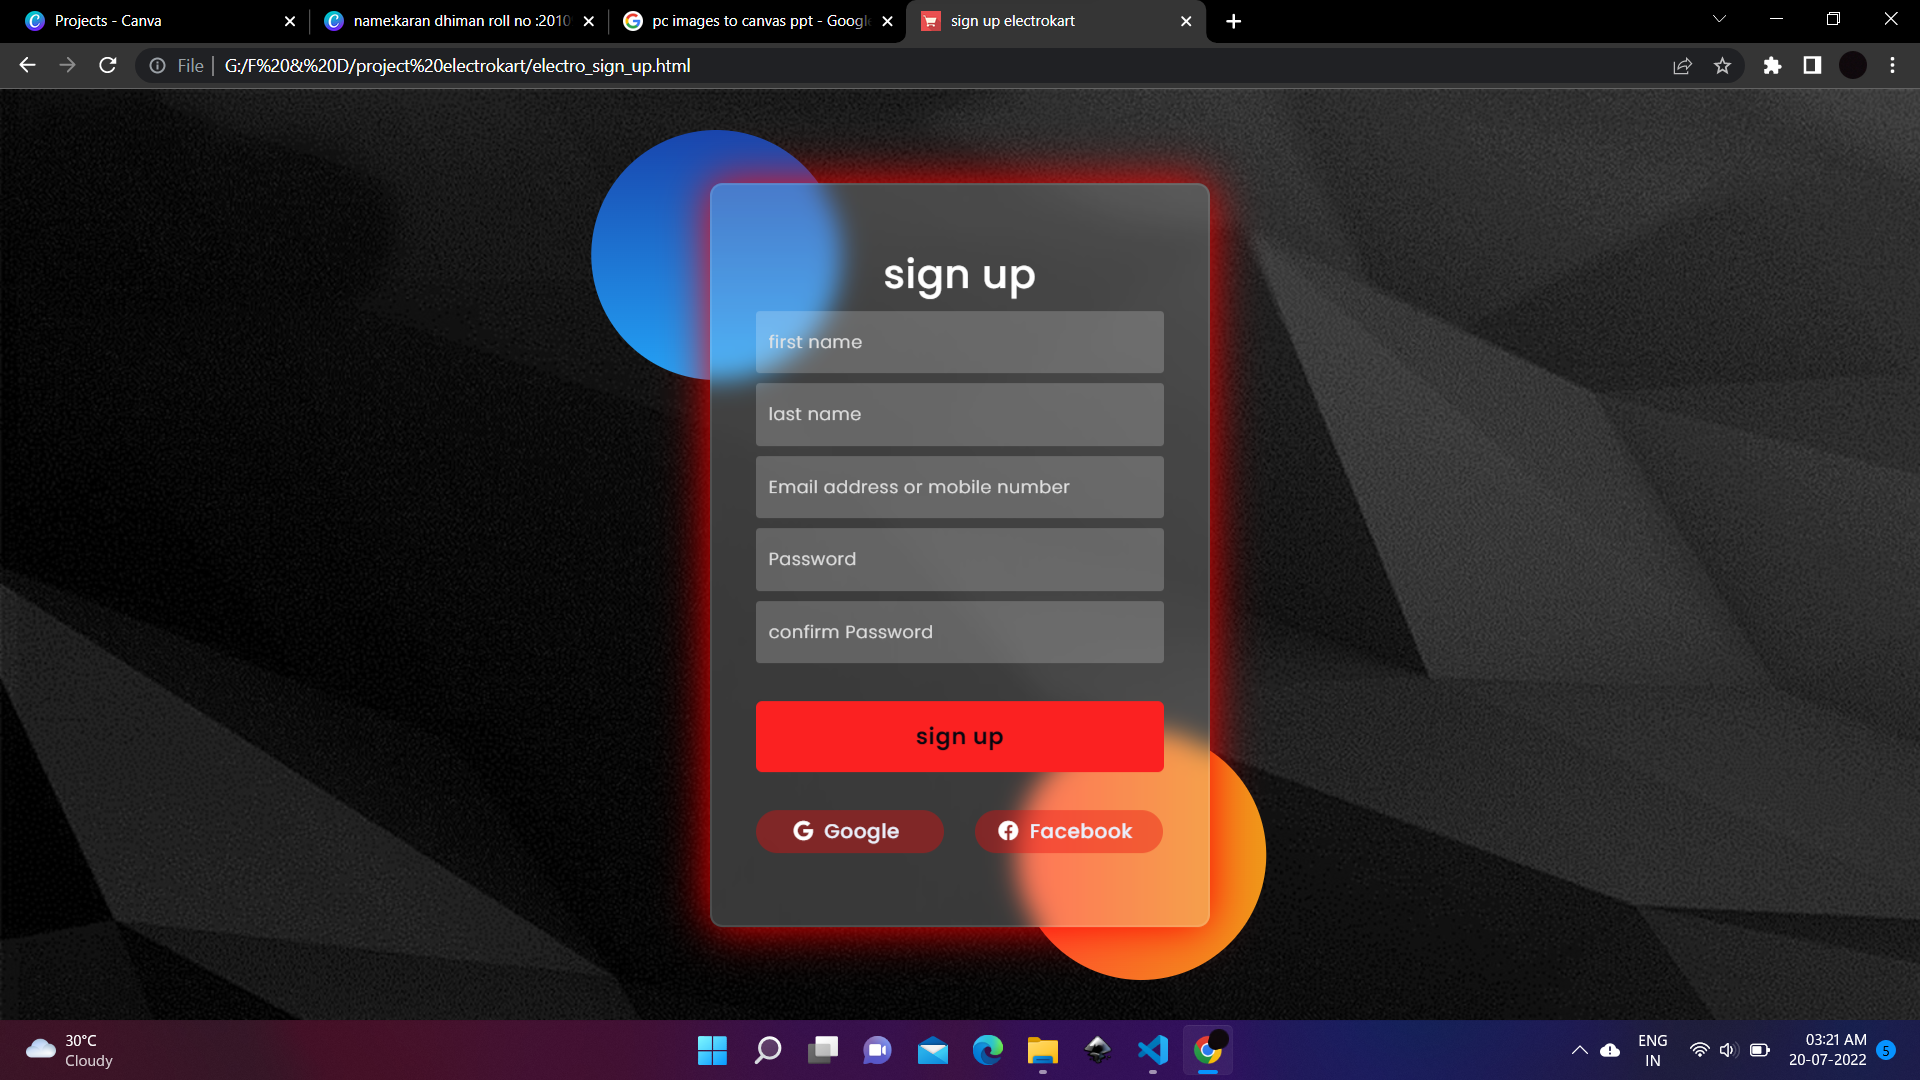 Projects - Canva
name:karan dhiman roll no :2010
pc images to canvas ppt - Google
sign up electrokart
File
G:/F%20&%20D/project%20electrokart/electro_sign_up.html
sign up
first name
last name
Email address or mobile number
Password
confirm Password
sign up
Google
Facebook
30°C
Cloudy
ENG
IN
03:21 AM
20-07-2022
5